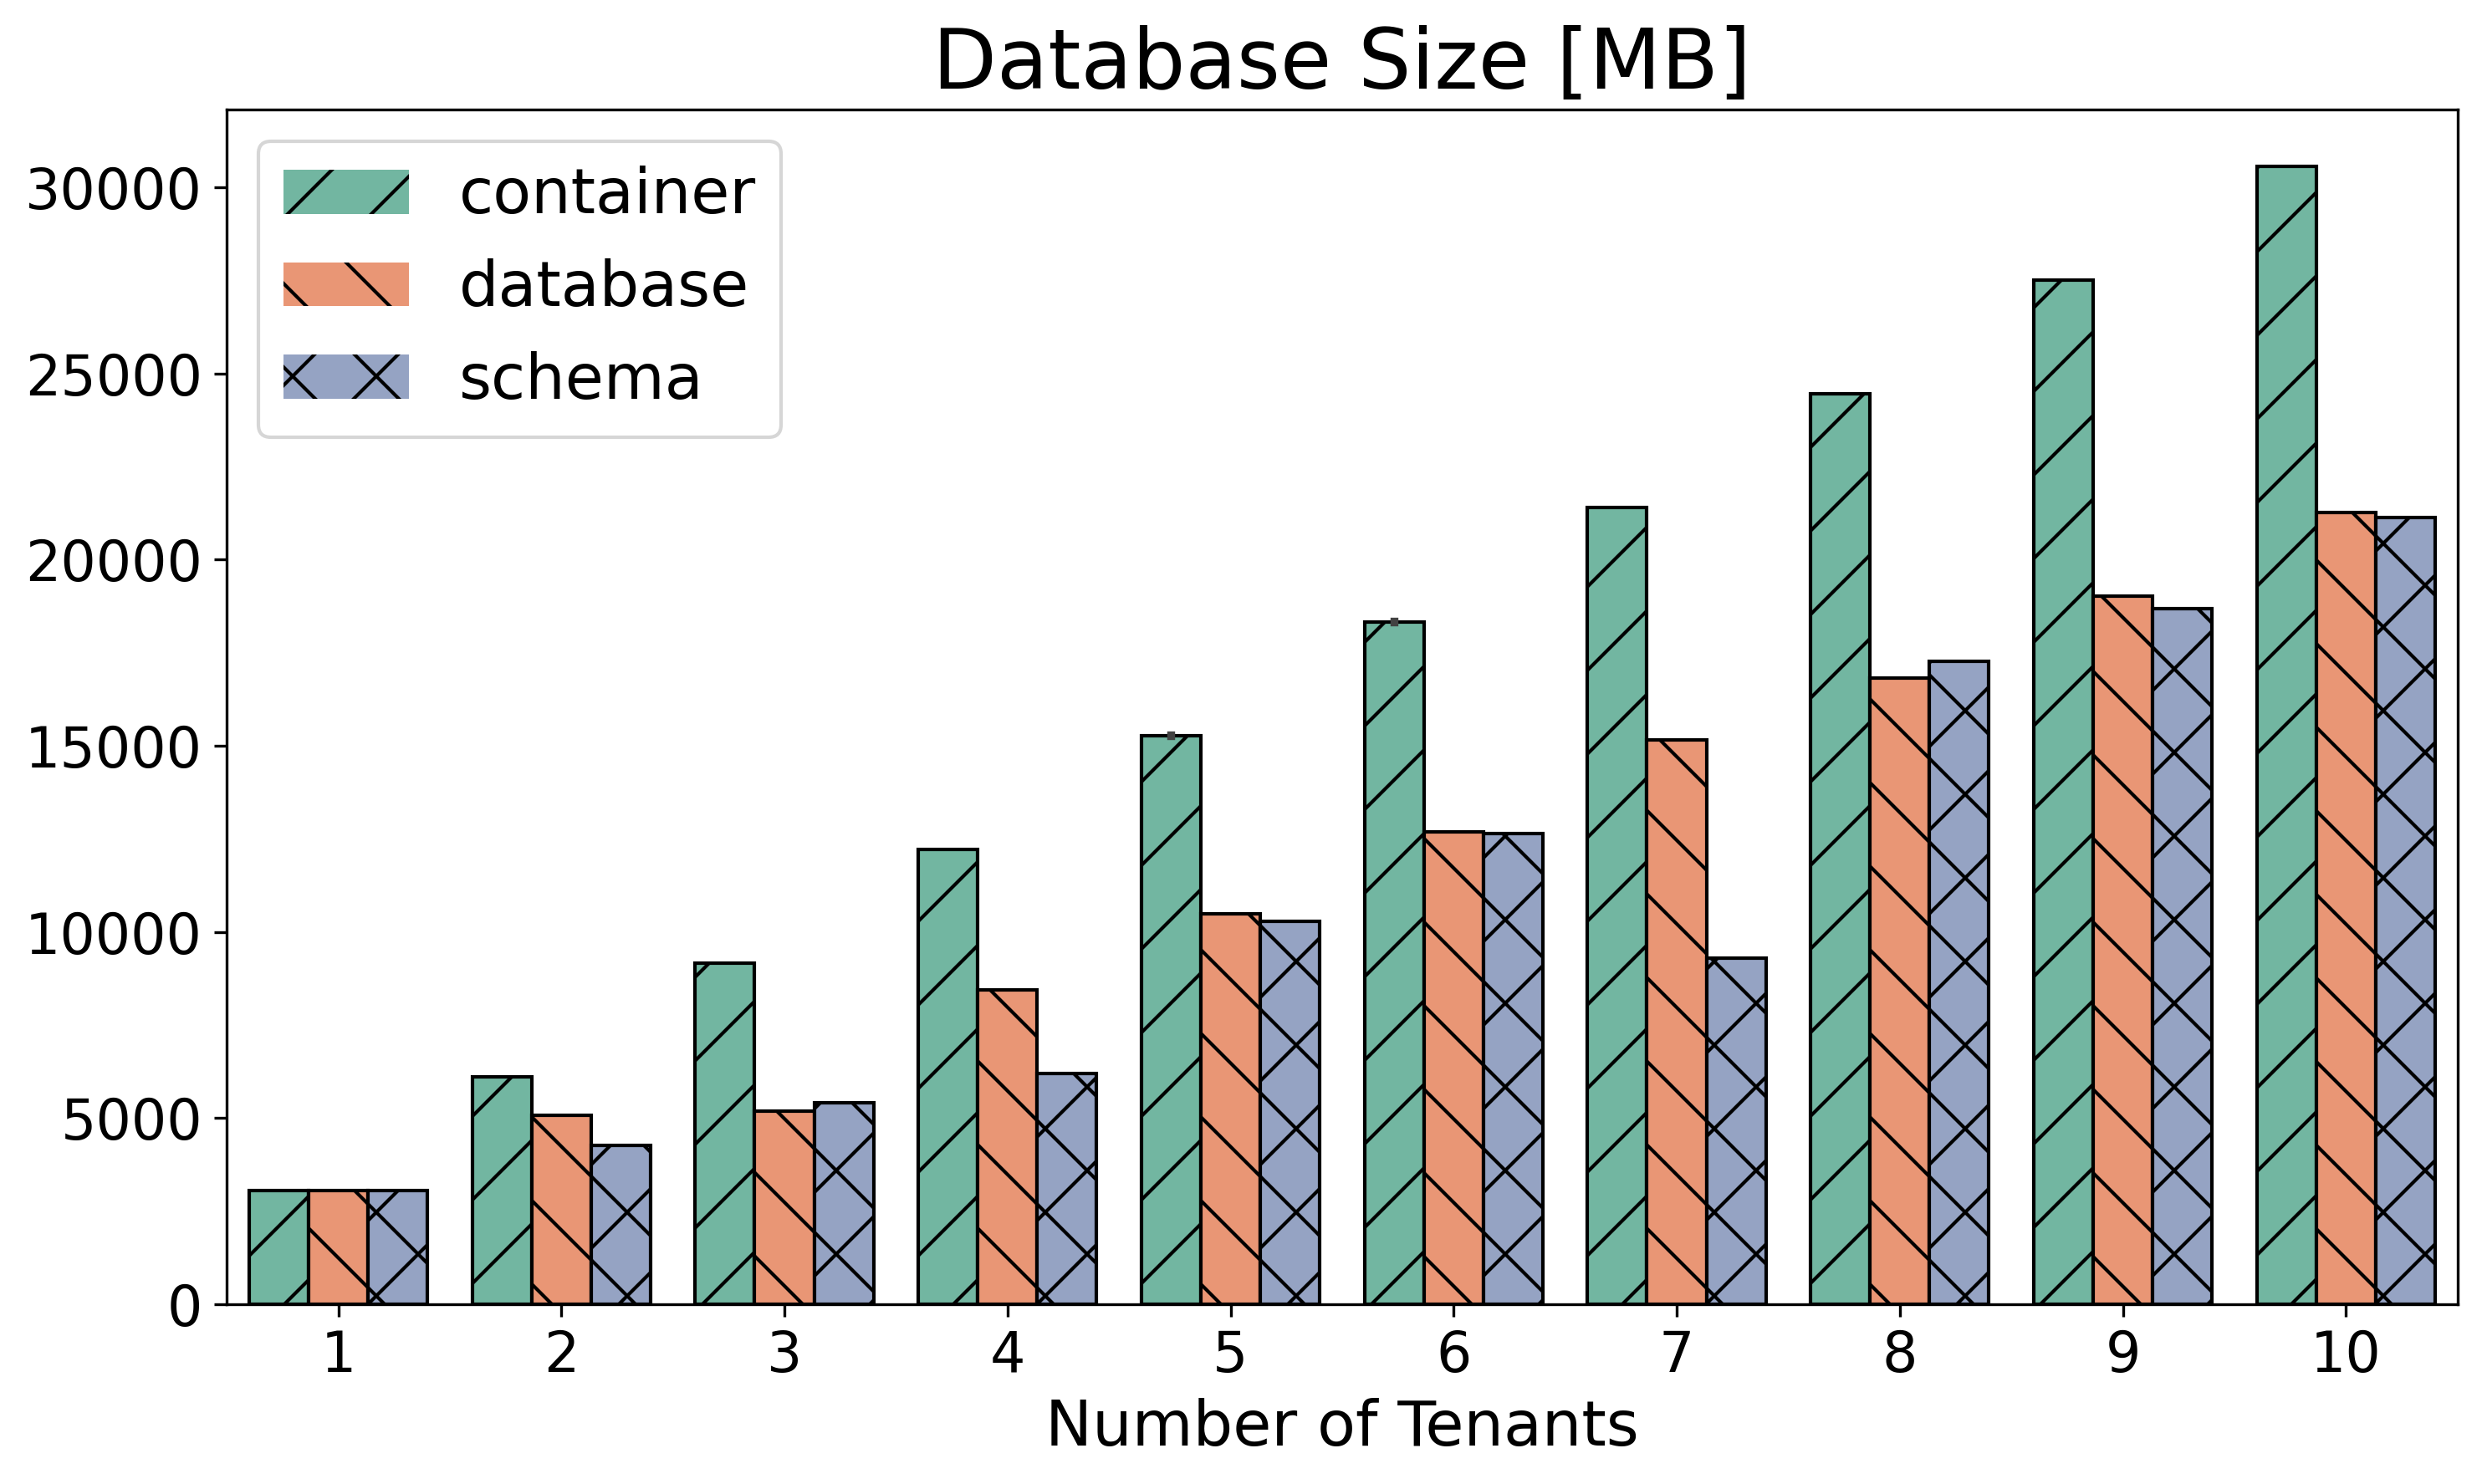 Database Size [MB]
container
database
schema
30000
25000
20000
15000
10000
5000
0
1 2 3 4 5 6 7 8 9 10
Number of Tenants